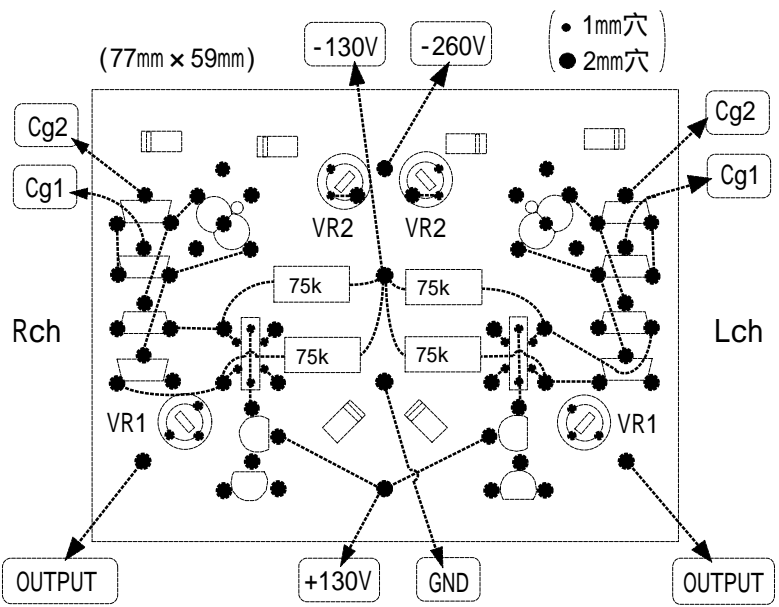 (77mm×59mm)
-130V
-260V
1mm穴
2mm穴
Cg2
Cg1
Cg2
Cg1
VR2
VR2
75k
75k
75k
75k
Rch
Lch
VR1
VR1
OUTPUT
+130V
GND
OUTPUT